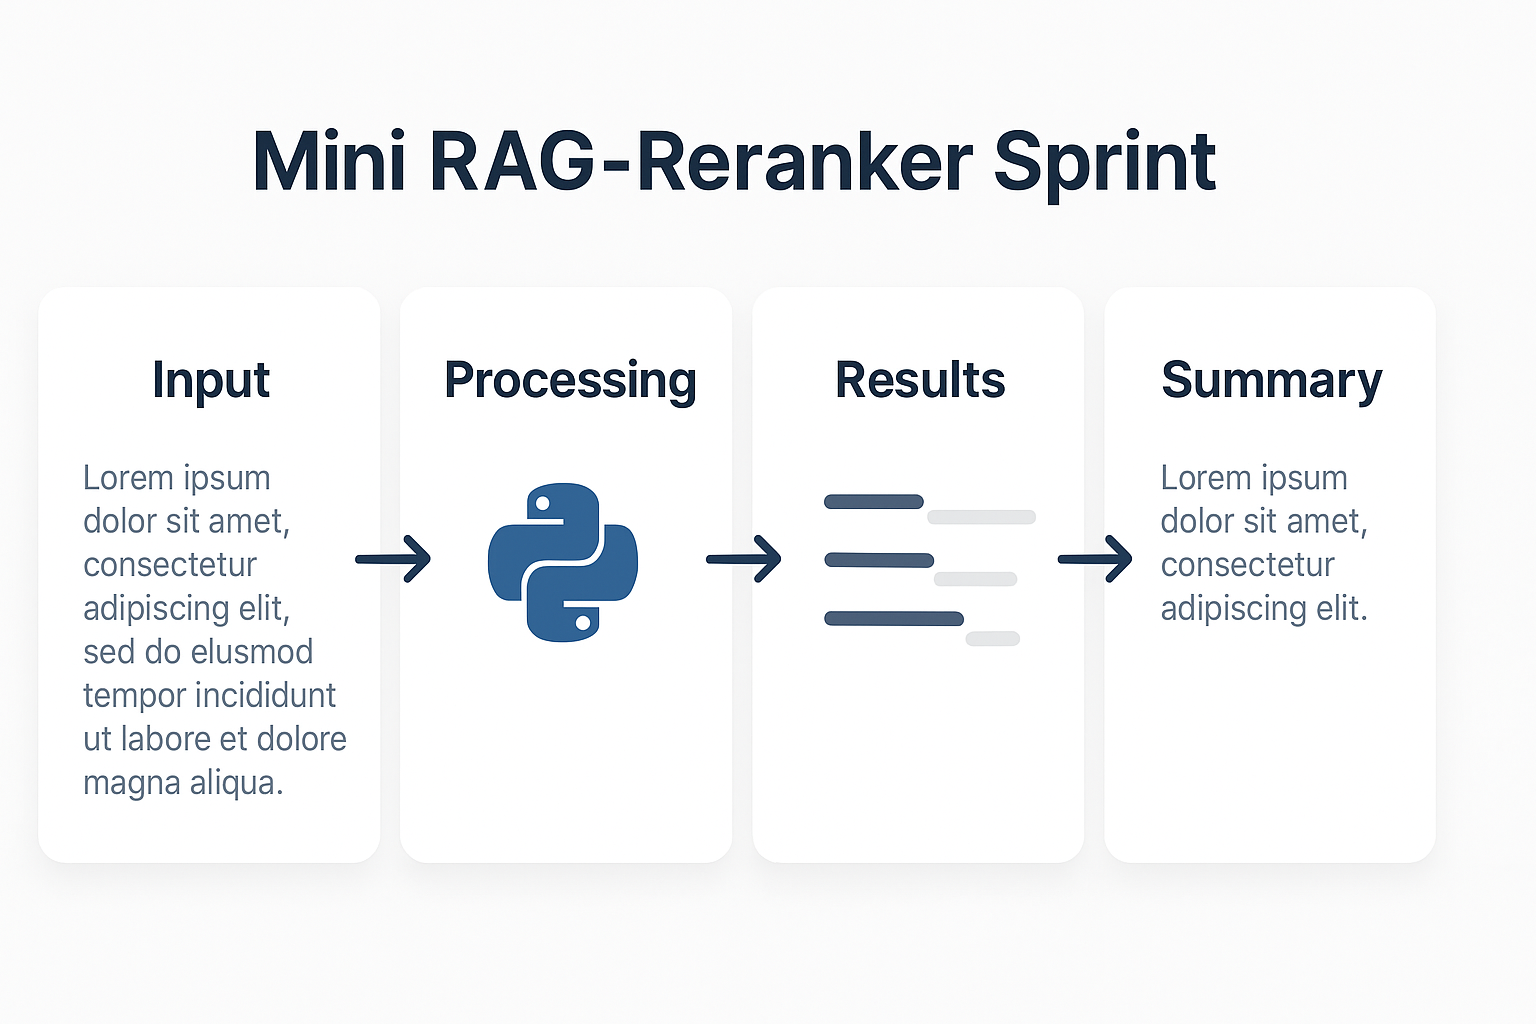 Mini RAG-Reranker Sprint
Input
Lorem ipsum
dolor sit amet,
consectetur
adipiscing elit,
sed do elusmod
tempor incididunt
ut labore et dolore
magna aliqua.
Processing
Results
Summary
Lorem ipsum
dolor sit amet,
consectetur
adipiscing elit.